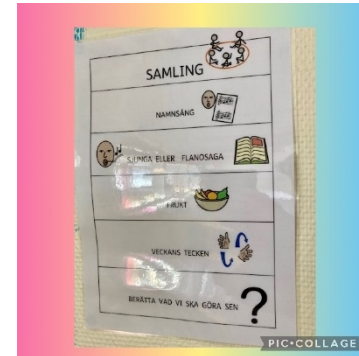 SAMLING
NAMNSÅNG
SJUNGA ELLER FLANOSAGA
FRUKT
VECKANS TECKEN
BERÄTTA VAD VI SKA GÖRA SEN ?
PIC•COLLAGE